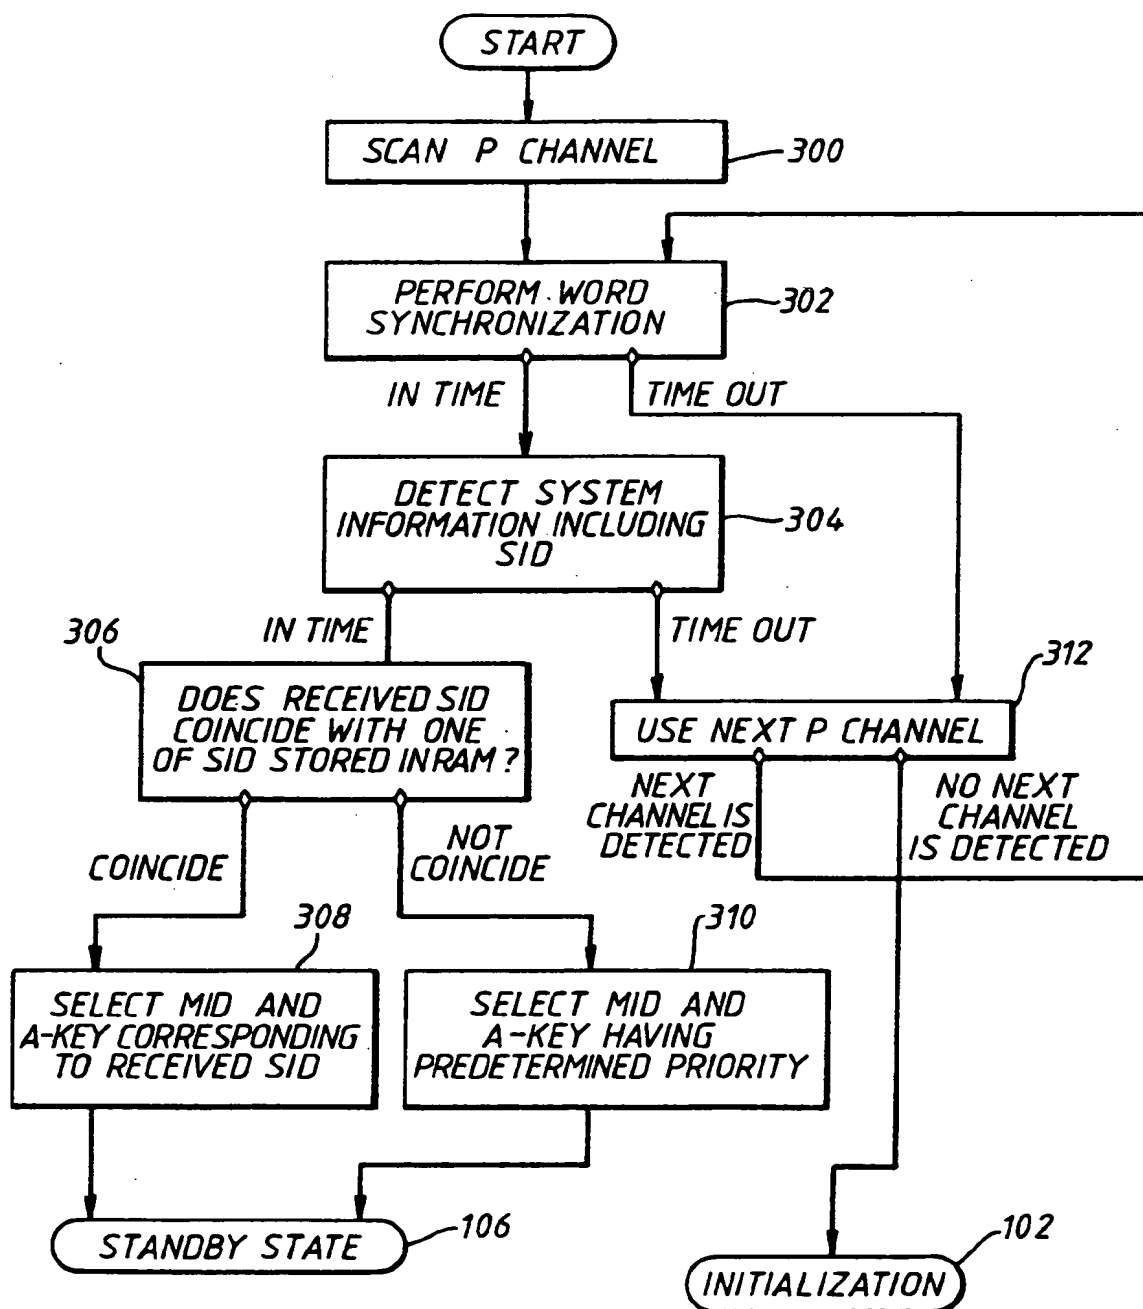 START
SCAN P CHANNEL
300
PERFORM WORD
SYNCHRONIZATION
302
IN TIME
TIME OUT
DETECT SYSTEM
INFORMATION INCLUDING
SID
304
306
IN TIME
TIME OUT
312
DOES RECEIVED SID
COINCIDE WITH ONE
OF SID STORED IN RAM ?
USE NEXT P CHANNEL
COINCIDE
NOT
COINCIDE
NEXT
CHANNEL IS
DETECTED
NO NEXT
CHANNEL
IS DETECTED
308
310
SELECT MID AND
A-KEY CORRESPONDING
TO RECEIVED SID
SELECT MID AND
A-KEY HAVING
PREDETERMINED PRIORITY
STANDBY STATE
106
102
INITIALIZATION